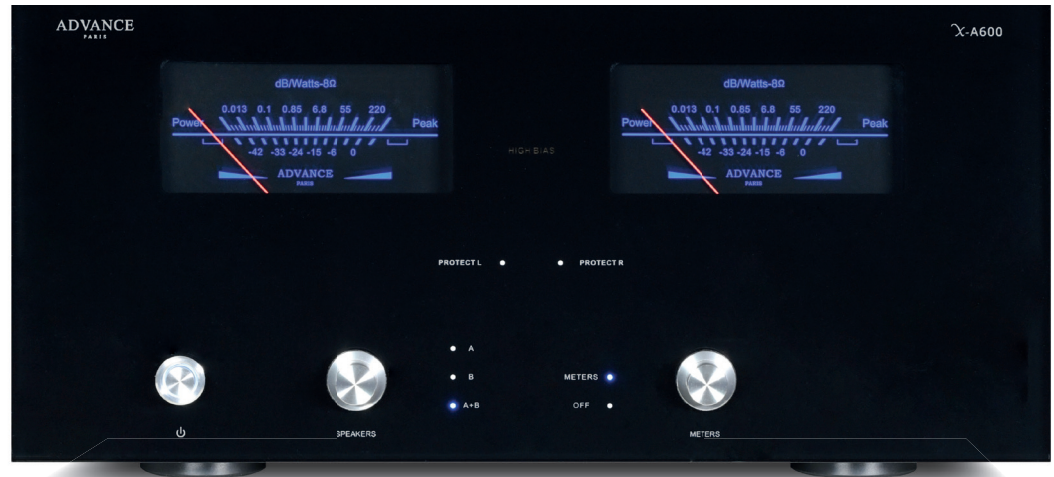 ADVANCE
PARIS
X-A600
dB/Watts-8Ω
0.013 0.1 0.85 6.8 55 220
Power Peak
-42 -33 -24 -15 -6 0
ADVANCE
PARIS
dB/Watts-8Ω
0.013 0.1 0.85 6.8 55 220
Power Peak
-42 -33 -24 -15 -6 0
ADVANCE
PARIS
HIGH BIAS
PROTECT L
PROTECT R
A
B
A+B
METERS
OFF
SPEAKERS
METERS